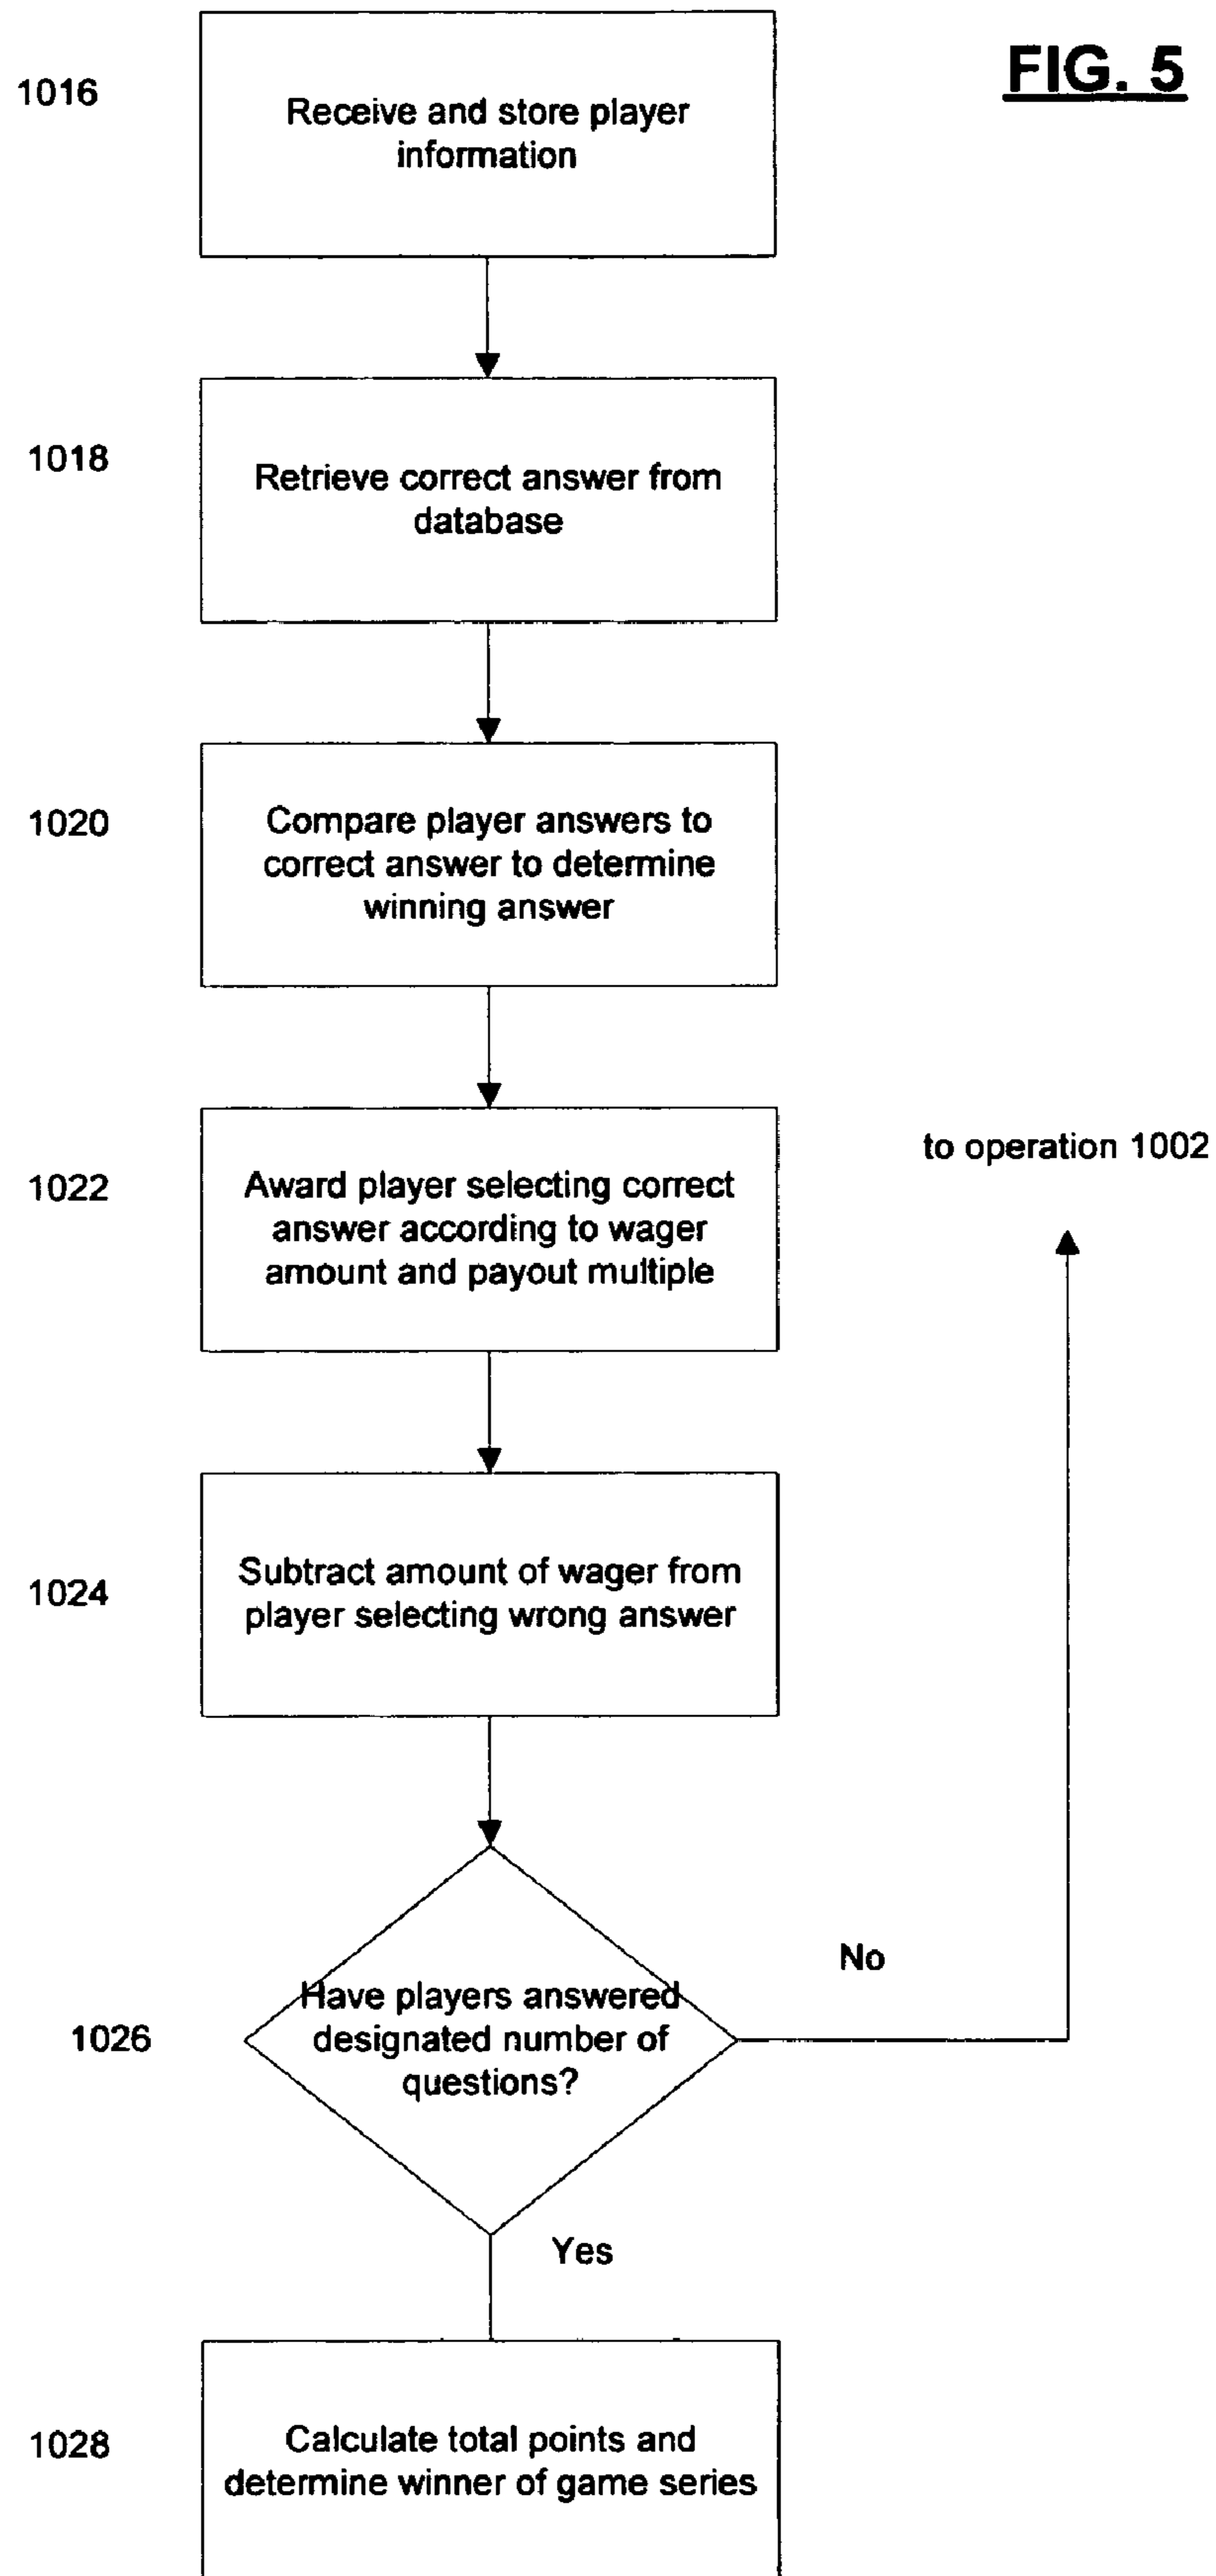 FIG. 5
1016
Receive and store player
information
1018
Retrieve correct answer from
database
1020
Compare player answers to
correct answer to determine
winning answer
1022
Award player selecting correct
answer according to wager
amount and payout multiple
to operation 1002
1024
Subtract amount of wager from
player selecting wrong answer
1026
Have players answered
designated number of
questions?
No
Yes
1028
Calculate total points and
determine winner of game series